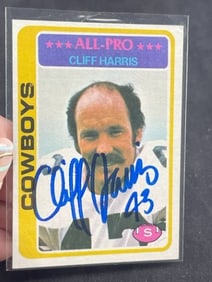 ★★★ ALL-PRO ★★★
CLIFF HARRIS
COWBOYS
Cliff Harris
43
S